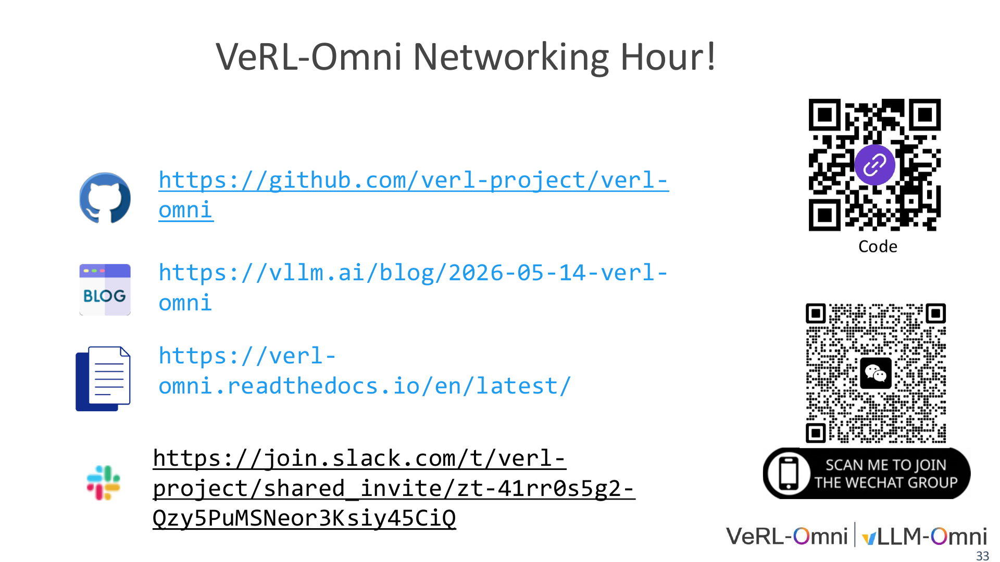 VeRL-Omni Networking Hour!
https://github.com/verl-project/verl-
omni
Code
BLOG
https://vllm.ai/blog/2026-05-14-verl-
omni
https://verl-
omni.readthedocs.io/en/latest/
https://join.slack.com/t/verl-
project/shared_invite/zt-41rr0s5g2-
Qzy5PuMSNeor3Ksiy45CiQ
SCAN ME TO JOIN
THE WECHAT GROUP
VeRL-Omni | vLLM-Omni
33